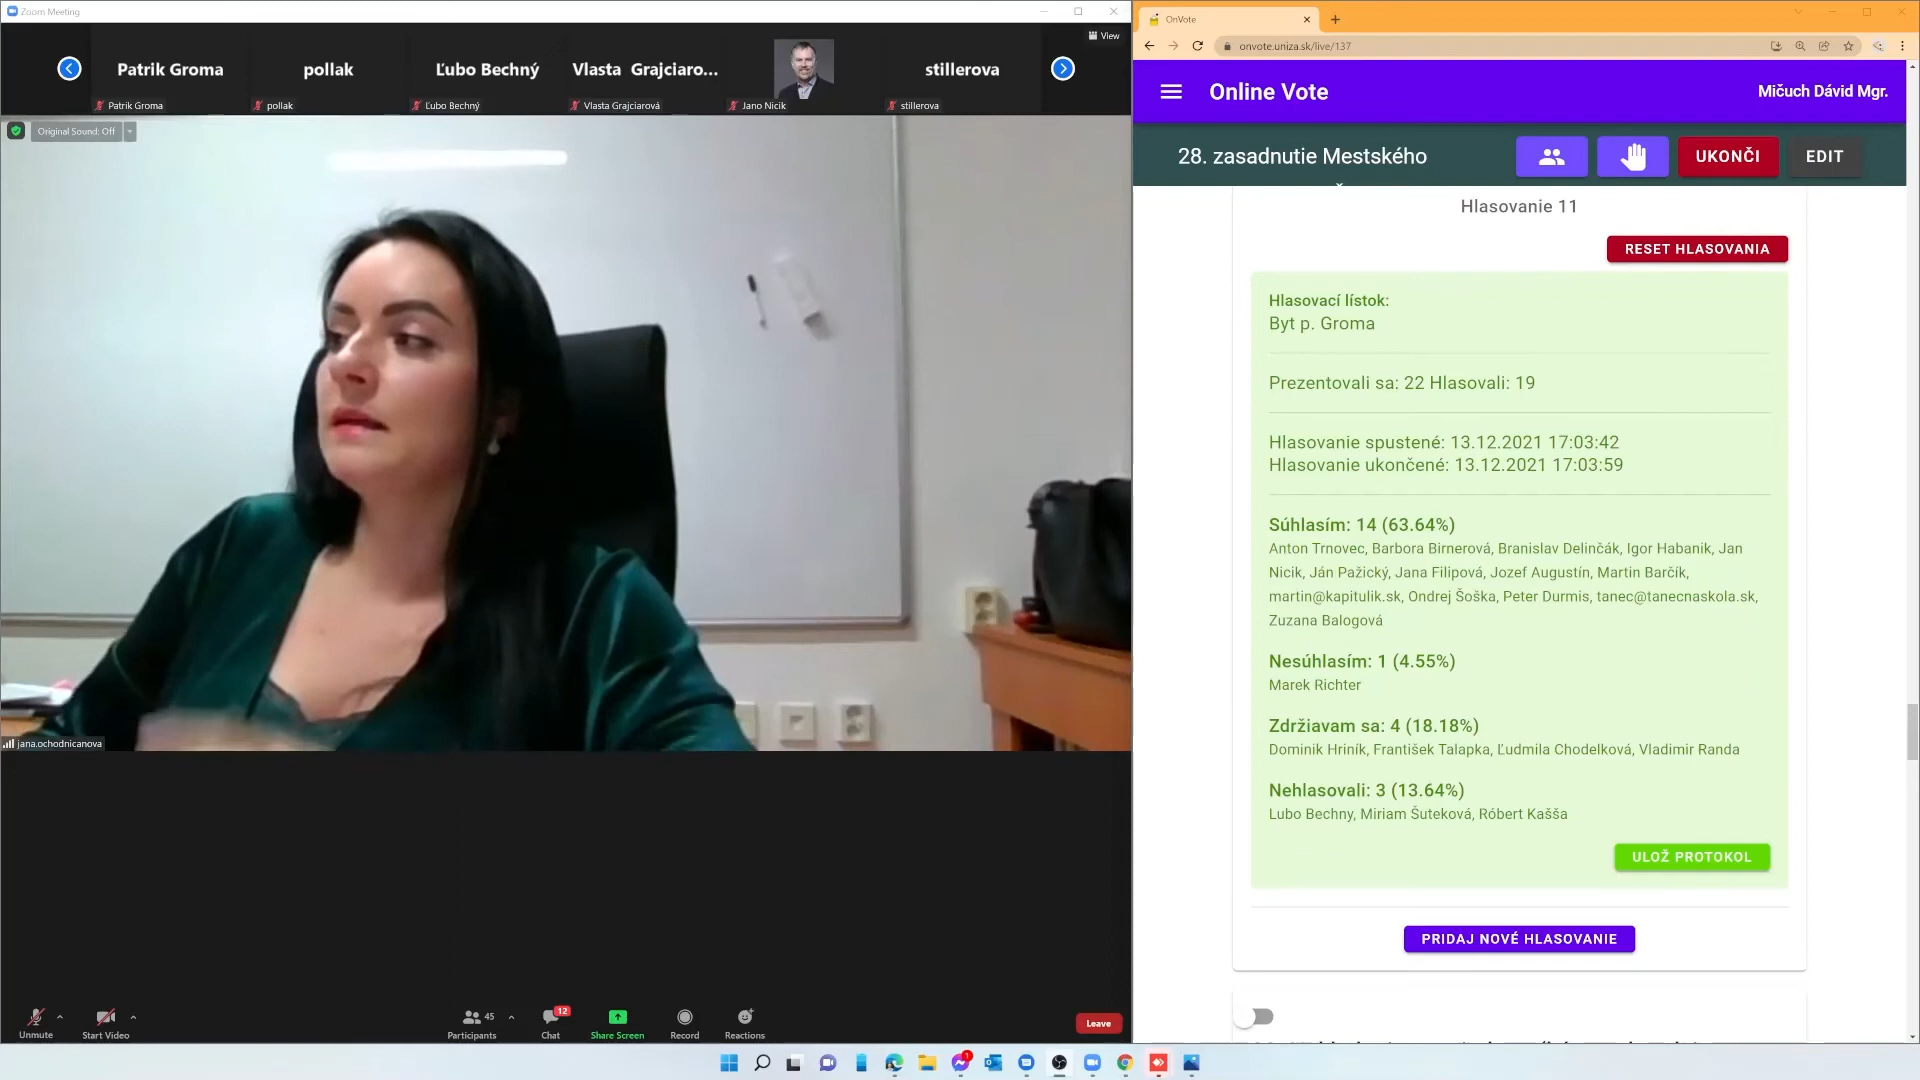 Zoom Meeting
View
Patrik Groma
pollak
Ľubo Bechný
Vlasta Grajciaro...
stillerova
Patrik Groma
pollak
Ľubo Bechný
Vlasta Grajciarová
Jano Nicík
stillerova
Original Sound: Off
jana.ochodnicanova
Unmute
Start Video
45
Participants
12
Chat
Share Screen
Record
Reactions
Leave
OnVote
onvote.uniza.sk/live/137
Online Vote
Mičuch Dávid Mgr.
28. zasadnutie Mestského
UKONČI
EDIT
Hlasovanie 11
RESET HLASOVANIA
Hlasovací lístok:
Byt p. Groma
Prezentovali sa: 22 Hlasovali: 19
Hlasovanie spustené: 13.12.2021 17:03:42
Hlasovanie ukončené: 13.12.2021 17:03:59
Súhlasím: 14 (63.64%)
Anton Trnovec, Barbora Birnerová, Branislav Delinčák, Igor Habanik, Jan
Nicik, Ján Pažický, Jana Filipová, Jozef Augustín, Martin Barčík,
martin@kapitulik.sk, Ondrej Šoška, Peter Durmis, tanec@tanecnaskola.sk,
Zuzana Balogová
Nesúhlasím: 1 (4.55%)
Marek Richter
Zdržiavam sa: 4 (18.18%)
Dominik Hriník, František Talapka, Ľudmila Chodelková, Vladimir Randa
Nehlasovali: 3 (13.64%)
Lubo Bechny, Miriam Šuteková, Róbert Kašša
ULOŽ PROTOKOL
PRIDAJ NOVÉ HLASOVANIE